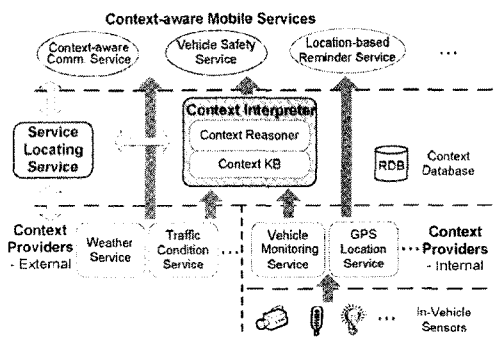 Context-aware Mobile Services
Context-aware
Comm. Service
Vehicle Safety
Service
Location-based
Reminder Service
...
Service
Locating
Service
Context Interpreter
Context Reasoner
Context KB
RDB
Context
Database
Context
Providers
- External
Weather
Service
Traffic
Condition
Service
...
Vehicle
Monitoring
Service
GPS
Location
Service
...
Context
Providers
- Internal
...
In-Vehicle
Sensors